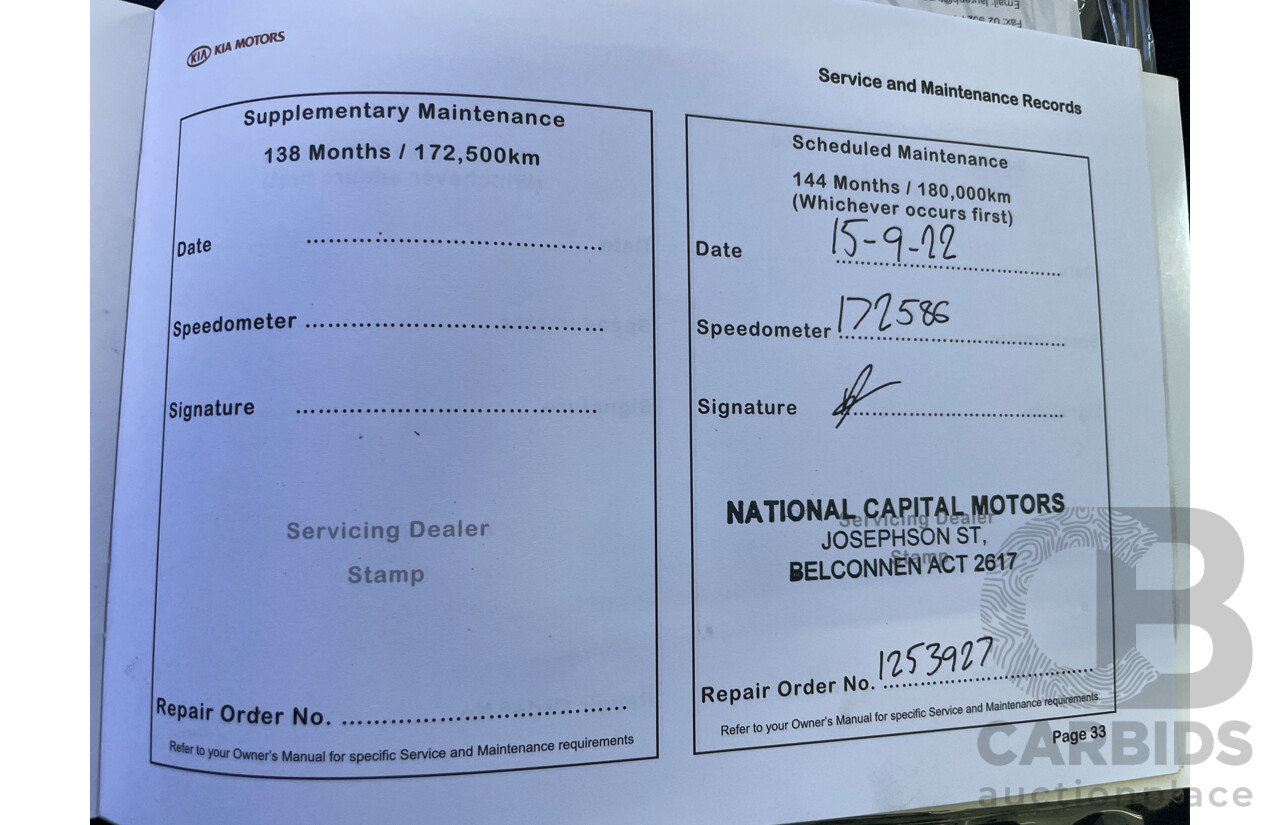 KIA KIA MOTORS
Service and Maintenance Records
Supplementary Maintenance
138 Months / 172,500km
Date
Speedometer
Signature
Servicing Dealer
Stamp
Repair Order No.
Refer to your Owner's Manual for specific Service and Maintenance requirements
Scheduled Maintenance
144 Months / 180,000km
(Whichever occurs first)
Date 15-9-22
Speedometer 172586
Signature
Servicing Dealer
Stamp
NATIONAL CAPITAL MOTORS
JOSEPHSON ST,
BELCONNEN ACT 2617
Repair Order No. 1253927
Refer to your Owner's Manual for specific Service and Maintenance requirements
Page 33
CB
CARBIDS
auctionplace